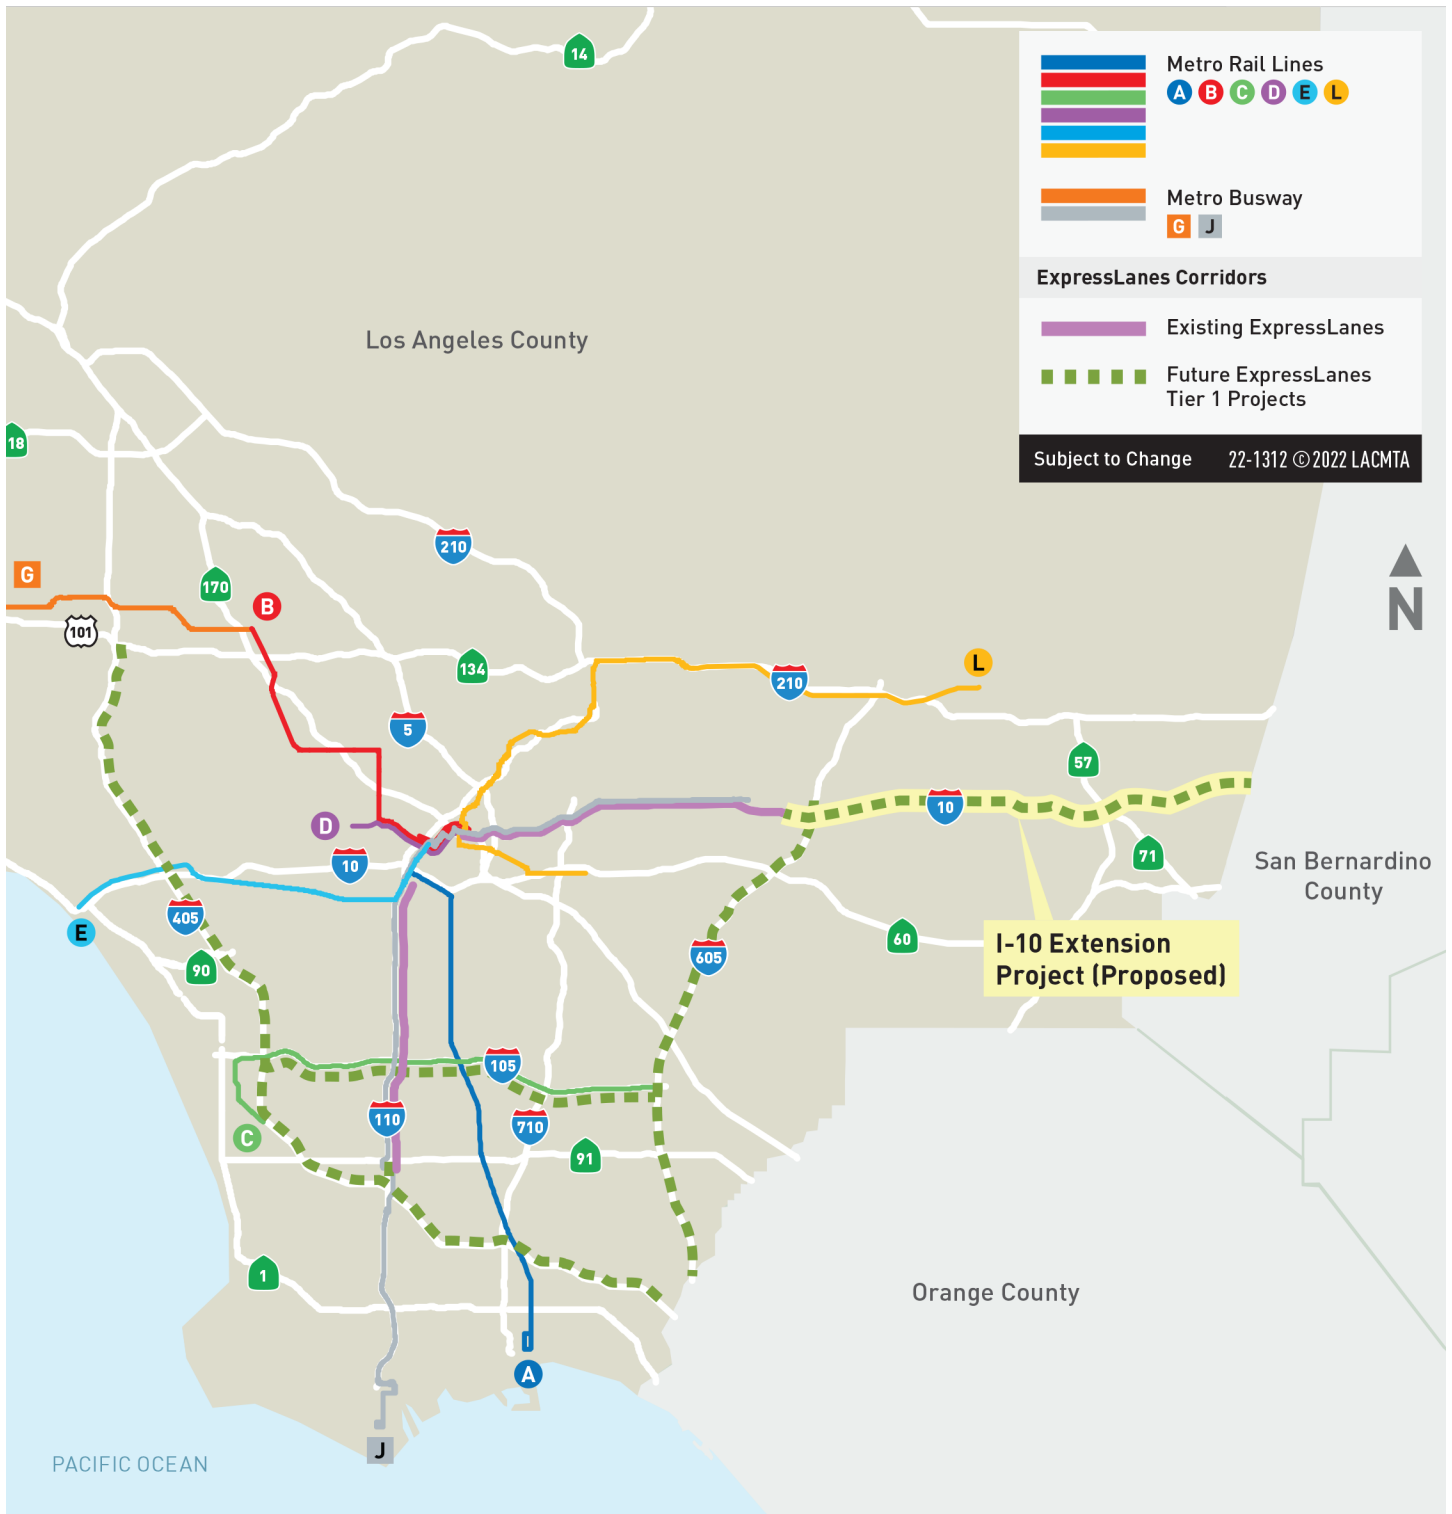 14
Metro Rail Lines
A B C D E L
Metro Busway
G J
ExpressLanes Corridors
Existing ExpressLanes
Future ExpressLanes
Tier 1 Projects
Subject to Change 22-1312 ©2022 LACMTA
N
Los Angeles County
18
210
G
170
B
101
134
L
210
5
57
D
10
10
71
San Bernardino
County
E
405
60
I-10 Extension
Project (Proposed)
605
90
105
110
C
710
91
1
Orange County
A
J
PACIFIC OCEAN